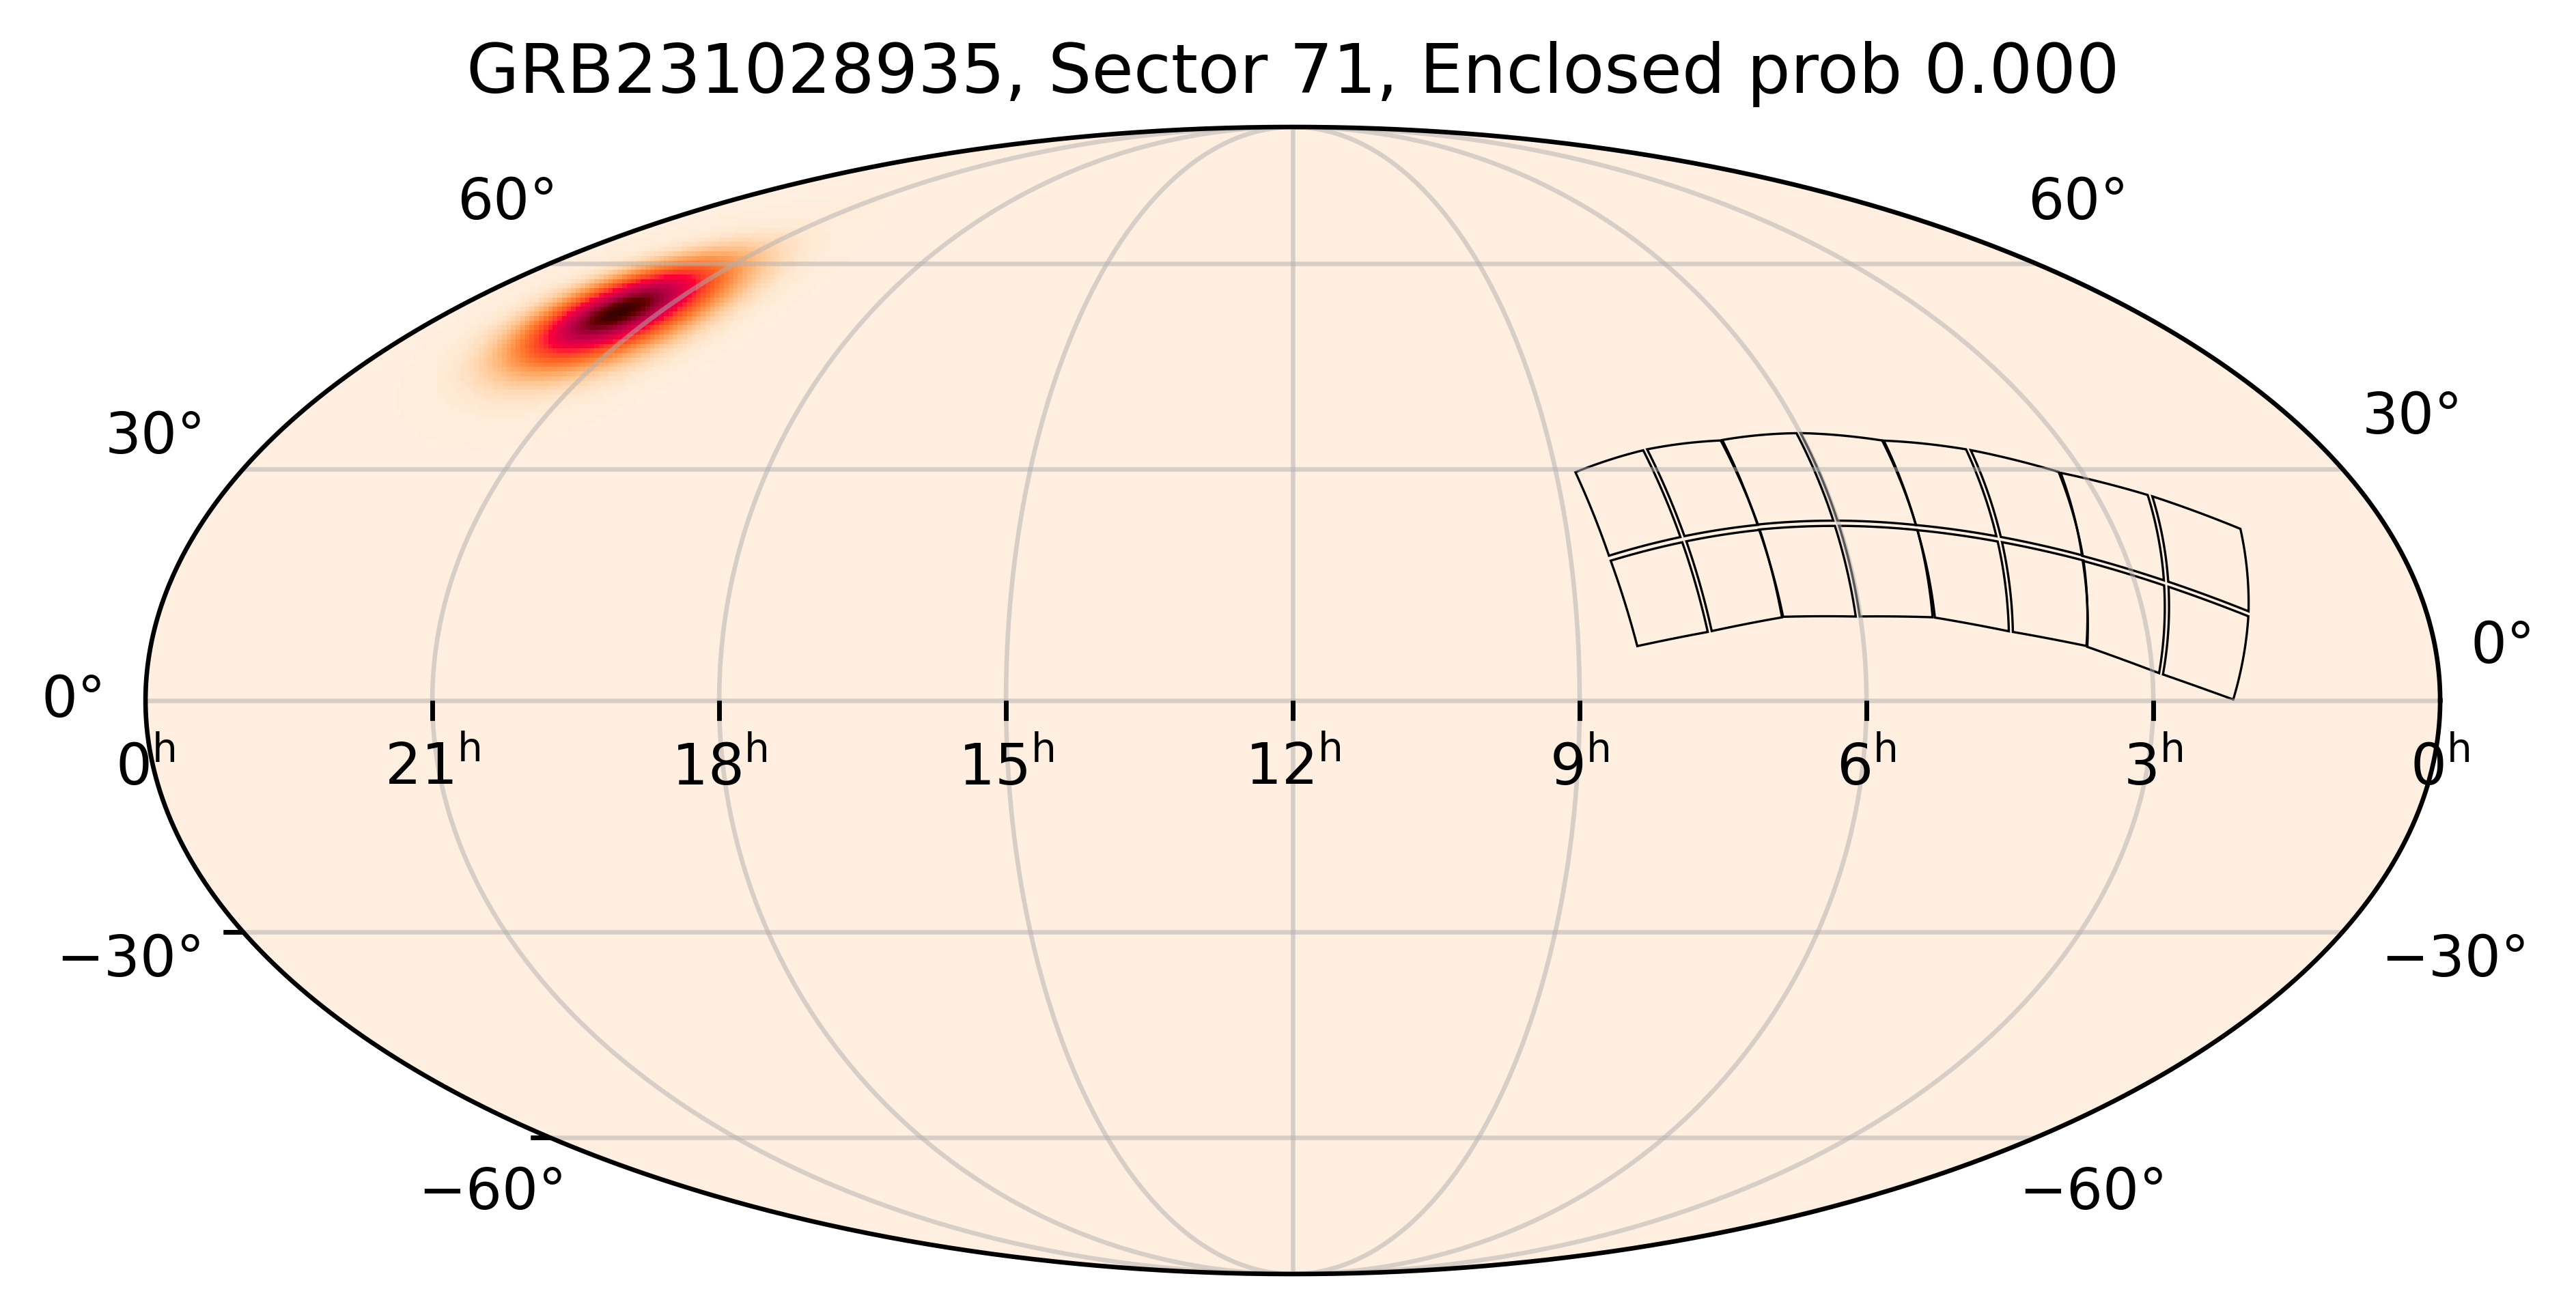 GRB231028935, Sector 71, Enclosed prob 0.000
60° 60°
30° 30°
0° 0°
0ʰ 21ʰ 18ʰ 15ʰ 12ʰ 9ʰ 6ʰ 3ʰ 0ʰ
−30° −30°
−60° −60°